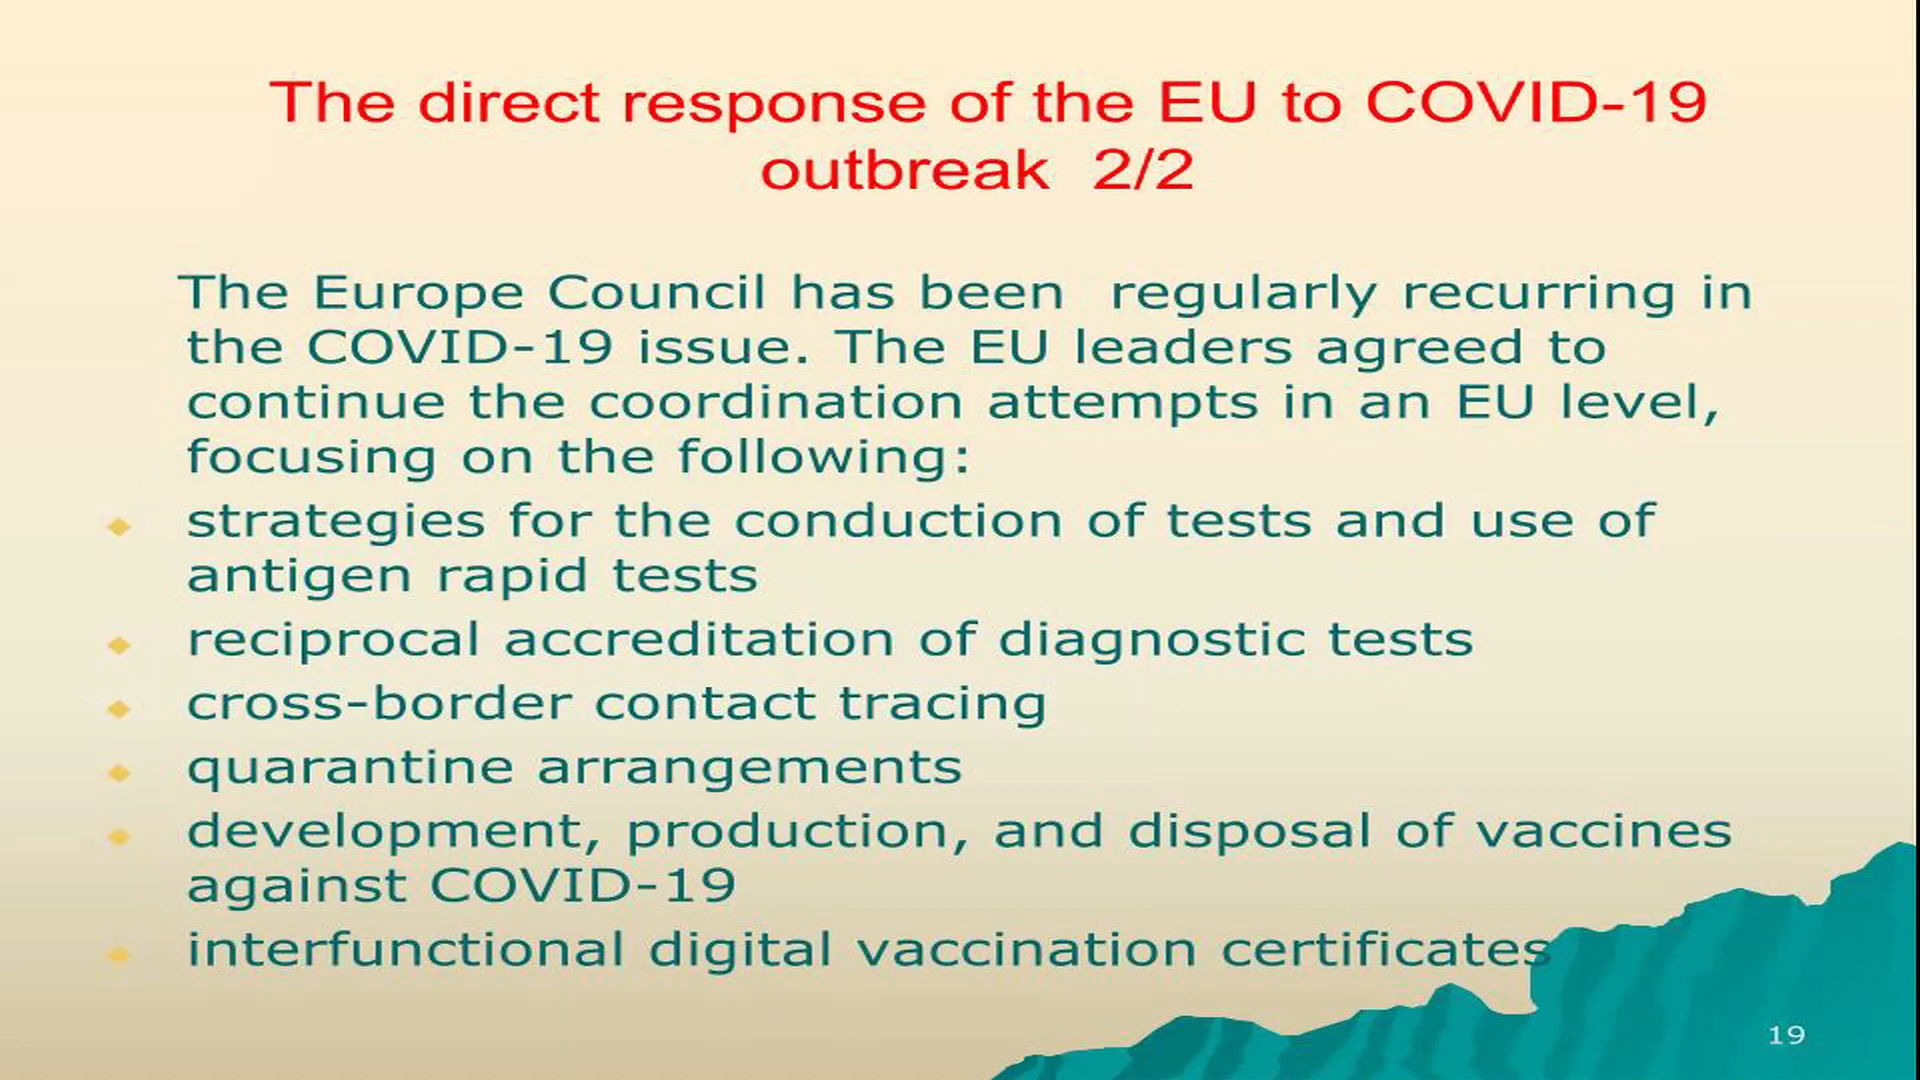 The direct response of the EU to COVID-19
outbreak 2/2
The Europe Council has been regularly recurring in
the COVID-19 issue. The EU leaders agreed to
continue the coordination attempts in an EU level,
focusing on the following:
strategies for the conduction of tests and use of
antigen rapid tests
reciprocal accreditation of diagnostic tests
cross-border contact tracing
quarantine arrangements
development, production, and disposal of vaccines
against COVID-19
interfunctional digital vaccination certificates
19